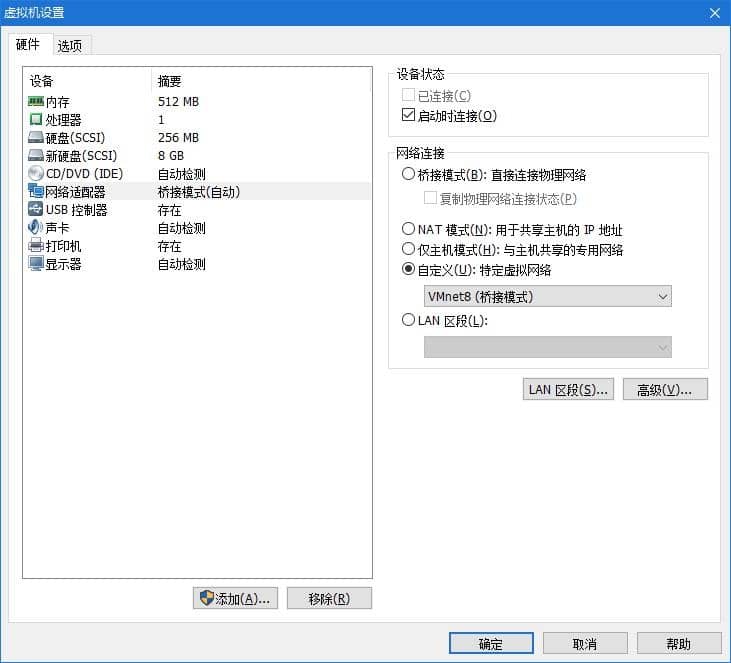 虚拟机设置
硬件 选项
设备 摘要
内存 512 MB
处理器 1
硬盘(SCSI) 256 MB
新硬盘(SCSI) 8 GB
CD/DVD (IDE) 自动检测
网络适配器 桥接模式(自动)
USB 控制器 存在
声卡 自动检测
打印机 存在
显示器 自动检测
添加(A)... 移除(R)
设备状态
已连接(C)
启动时连接(O)
网络连接
桥接模式(B): 直接连接物理网络
复制物理网络连接状态(P)
NAT 模式(N): 用于共享主机的 IP 地址
仅主机模式(H): 与主机共享的专用网络
自定义(U): 特定虚拟网络
VMnet8 (桥接模式)
LAN 区段(L):
LAN 区段(S)... 高级(V)...
确定 取消 帮助